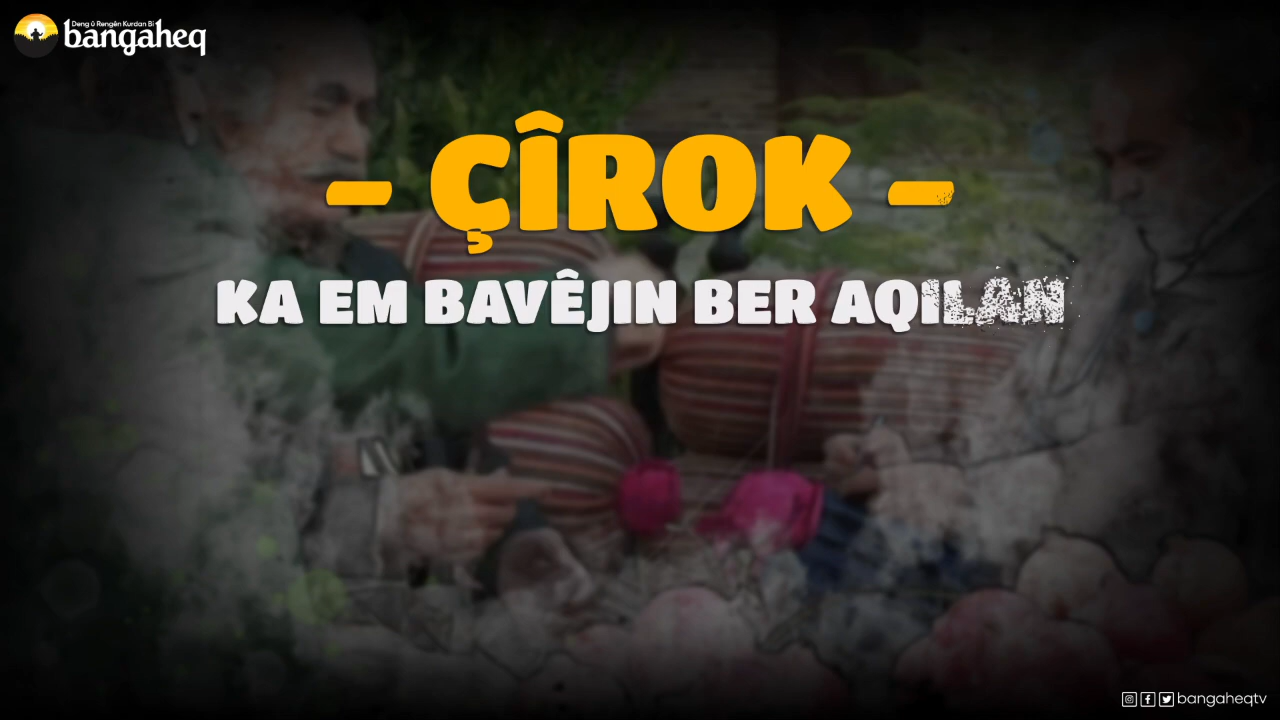 Deng û Rengên Kurdan Bi
bangaheq
– ÇÎROK –
KA EM BAVÊJIN BER AQILAN
bangaheqtv